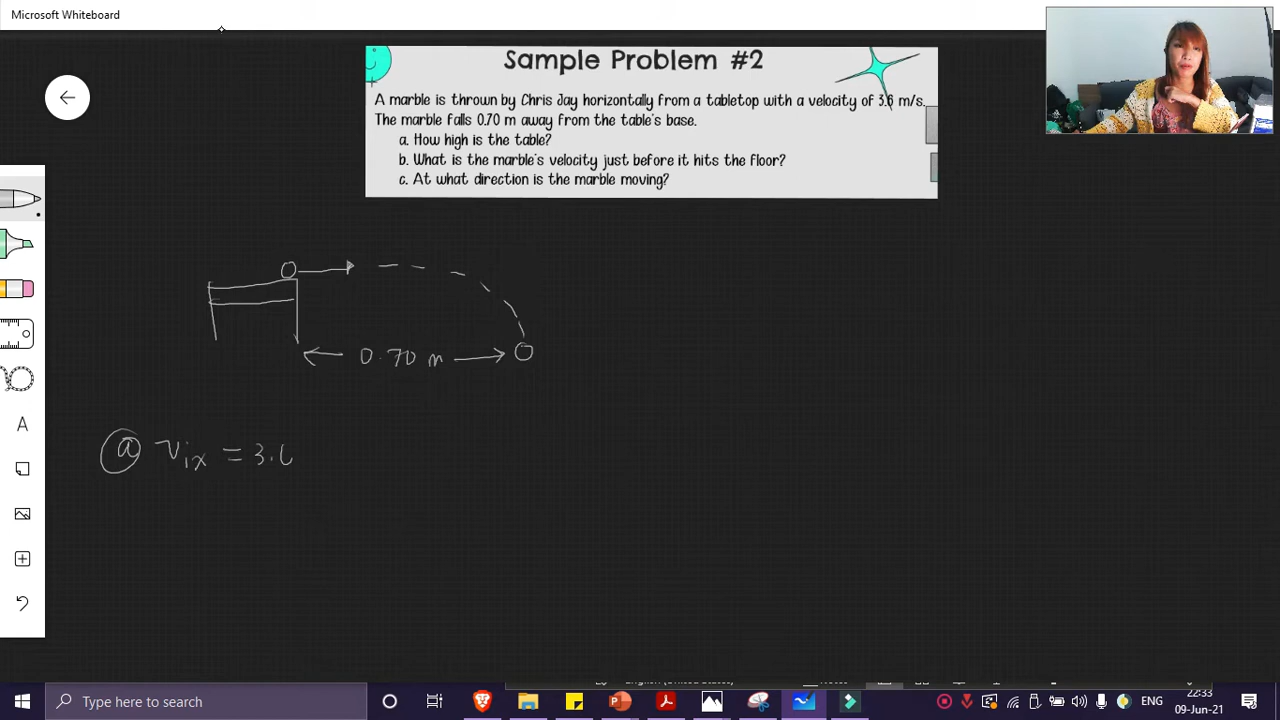 Microsoft Whiteboard
Sample Problem #2
A marble is thrown by Chris Jay horizontally from a tabletop with a velocity of 3.6 m/s.
The marble falls 0.70 m away from the table's base.
a. How high is the table?
b. What is the marble's velocity just before it hits the floor?
c. At what direction is the marble moving?
0.70 m
a vix = 3.6
A
Type here to search
ENG
22:33
09-Jun-21